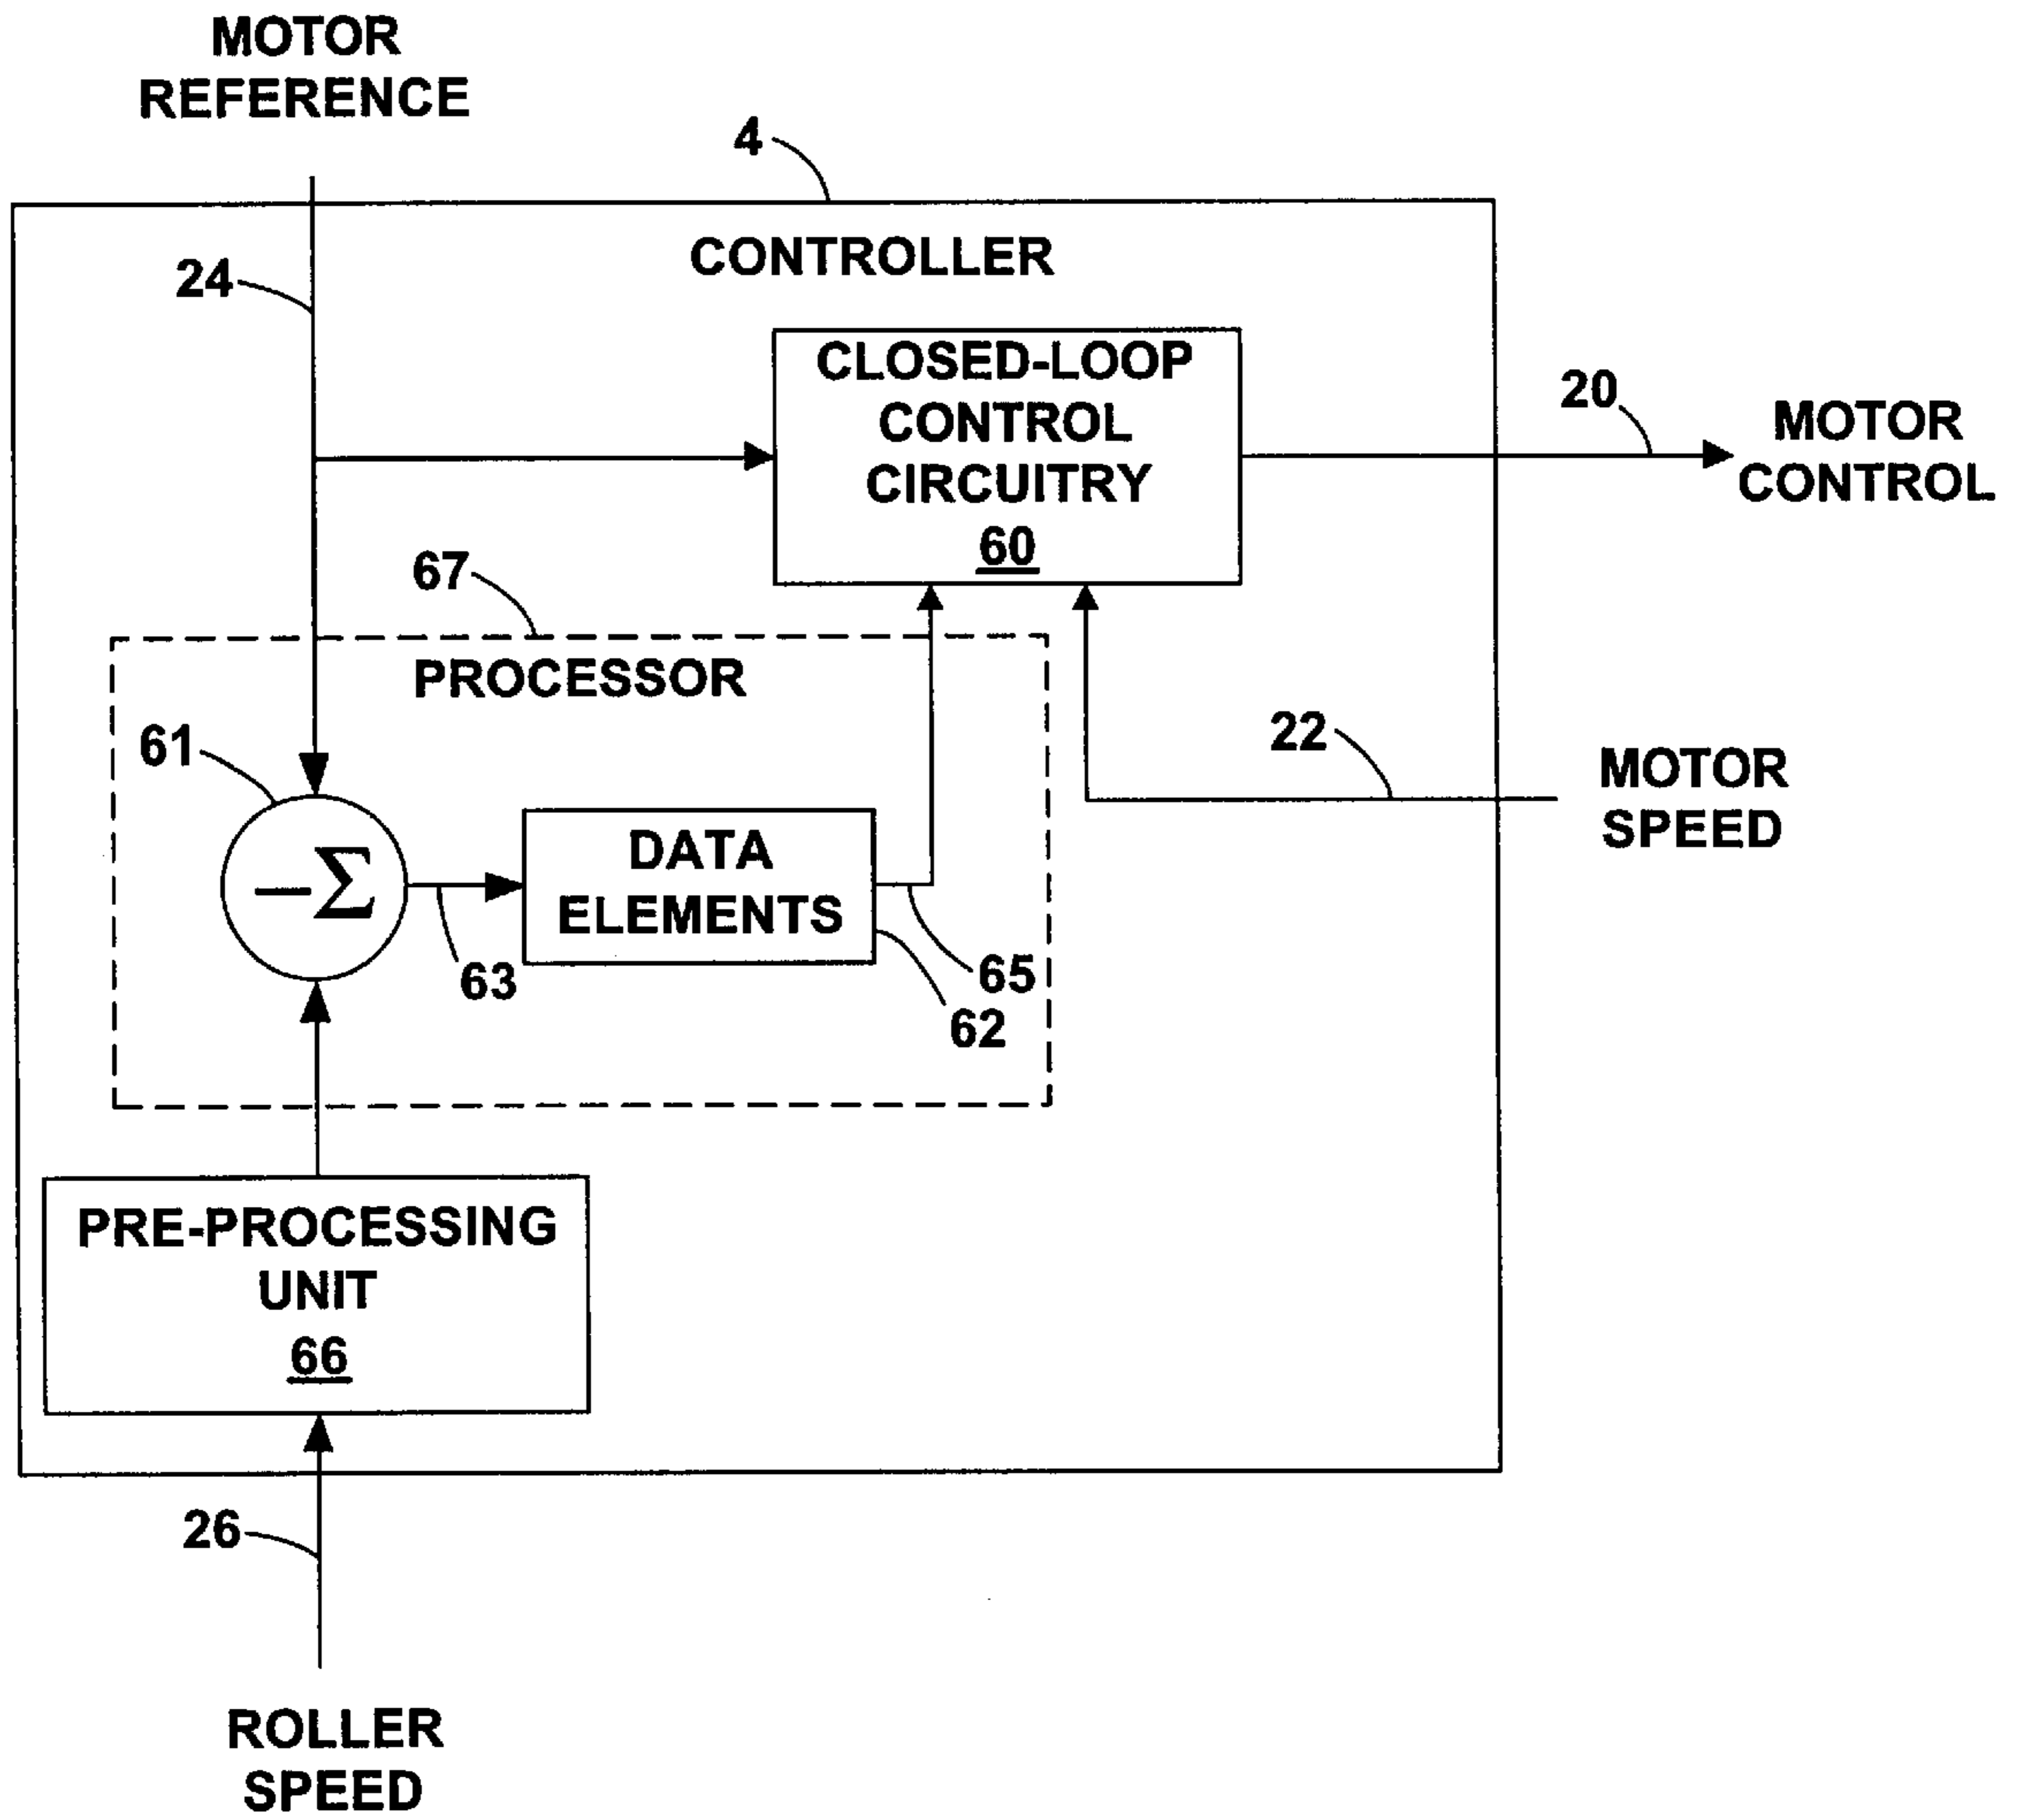 MOTOR
REFERENCE
4
CONTROLLER
24
CLOSED-LOOP
CONTROL
CIRCUITRY
60
20
MOTOR
CONTROL
67
PROCESSOR
61
22
MOTOR
SPEED
−Σ
DATA
ELEMENTS
63
65
62
PRE-PROCESSING
UNIT
66
26
ROLLER
SPEED